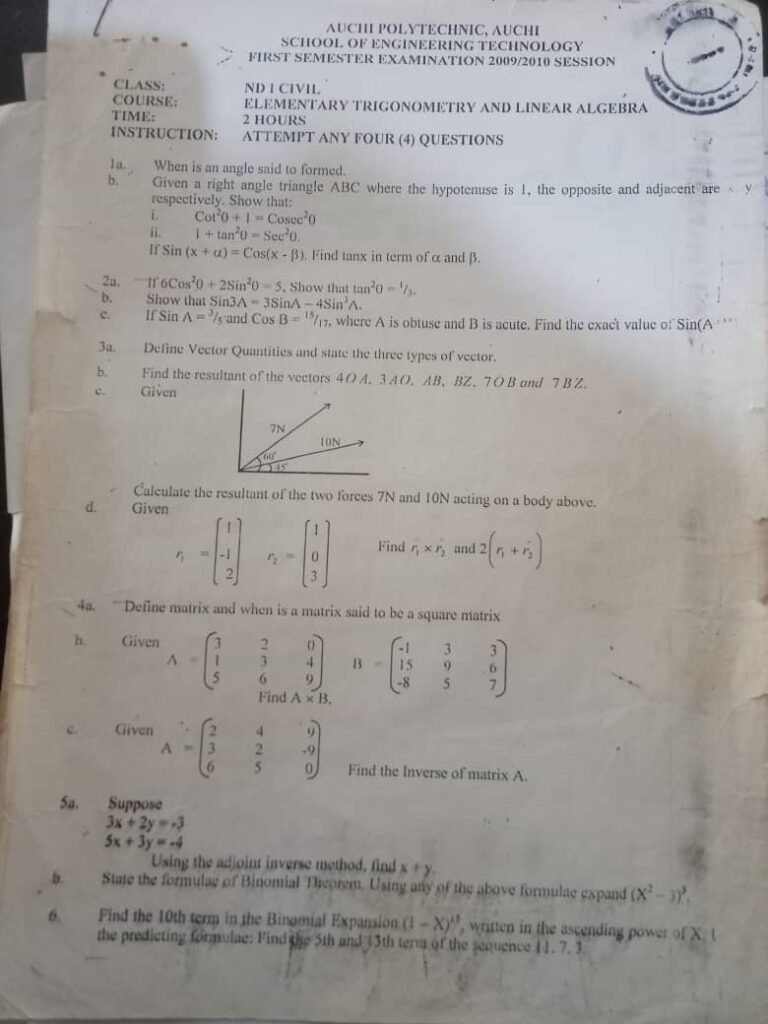 AUCHI POLYTECHNIC, AUCHI
SCHOOL OF ENGINEERING TECHNOLOGY
FIRST SEMESTER EXAMINATION 2009/2010 SESSION
CLASS: ND I CIVIL
COURSE: ELEMENTARY TRIGONOMETRY AND LINEAR ALGEBRA
TIME: 2 HOURS
INSTRUCTION: ATTEMPT ANY FOUR (4) QUESTIONS
1a. When is an angle said to formed.
b. Given a right angle triangle ABC where the hypotenuse is 1, the opposite and adjacent are x, y
respectively. Show that:
i. Cot²θ + 1 = Cosec²θ
ii. 1 + tan²θ = Sec²θ.
If Sin (x + α) = Cos(x - β). Find tanx in term of α and β.
2a. If 6Cos²θ + 2Sin²θ = 5, Show that tan²θ = ¹/₃.
b. Show that Sin3A = 3SinA – 4Sin³A.
c. If Sin A = ³/₅ and Cos B = ¹⁵/₁₇, where A is obtuse and B is acute. Find the exact value of Sin(A
3a. Define Vector Quantities and state the three types of vector.
b. Find the resultant of the vectors 4OA, 3AO, AB, BZ, 7OB and 7BZ.
c. Given
7N
10N
60°
45°
Calculate the resultant of the two forces 7N and 10N acting on a body above.
d. Given
1 1
r₁ = -1 r₂ = 0 Find r₁ × r₂ and 2(r₁ + r₂)
2 3
4a. Define matrix and when is a matrix said to be a square matrix
b. Given 3 2 0 -1 3 3
A = 1 3 4 B = 15 9 6
5 6 9 -8 5 7
Find A × B,
c. Given 2 4 9
A = 3 2 -9
6 5 0 Find the Inverse of matrix A.
5a. Suppose
3x + 2y = -3
5x + 3y = -4
Using the adjoint inverse method, find x + y.
b. State the formulae of Binomial Theorem. Using any of the above formulae expand (X² –
6. Find the 10th term in the Binomial Expansion (1 – X) written in the ascending power of X,
the predicting formulae: Find the 5th and 13th term of the sequence 11, 7, 3,